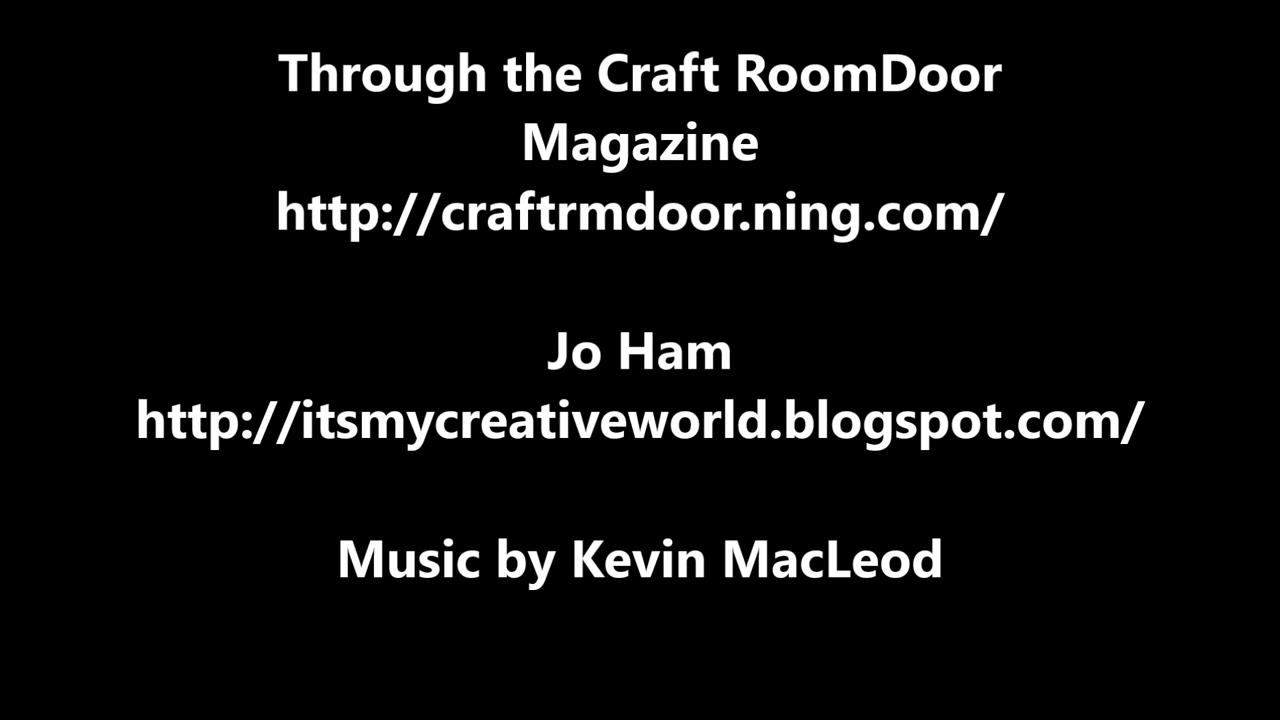 Through the Craft RoomDoor
Magazine
http://craftrmdoor.ning.com/
Jo Ham
http://itsmycreativeworld.blogspot.com/
Music by Kevin MacLeod